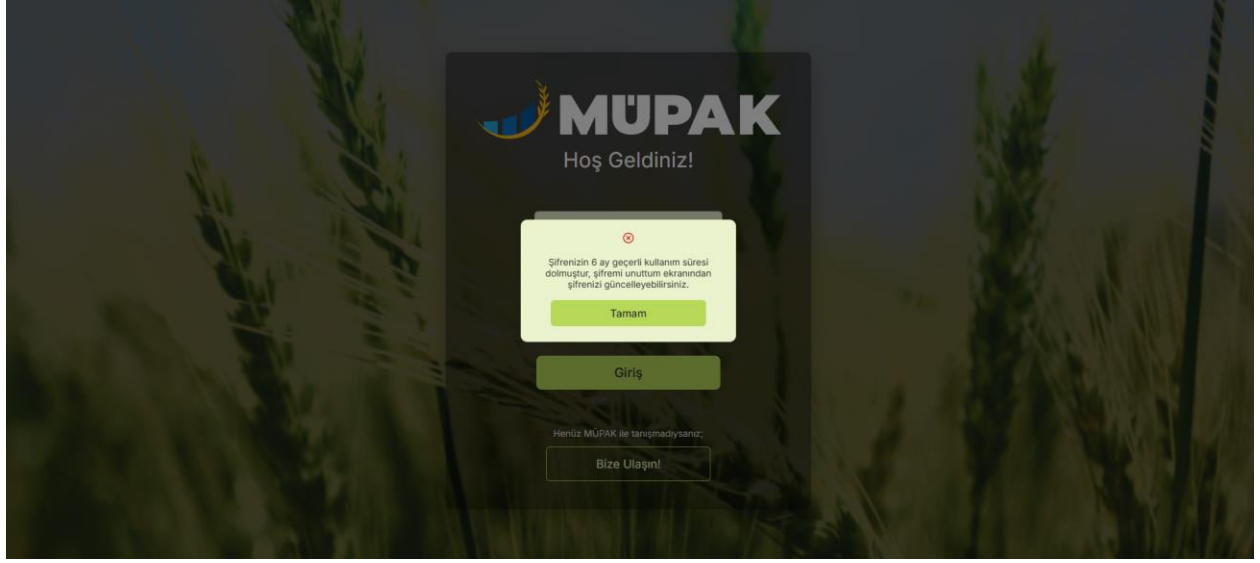 MÜPAK
Hoş Geldiniz!
Şifrenizin 6 ay geçerli kullanım süresi
dolmuştur, şifremi unuttum ekranından
şifrenizi güncelleyebilirsiniz.
Tamam
Giriş
Henüz MÜPAK ile tanışmadıysanız;
Bize Ulaşın!